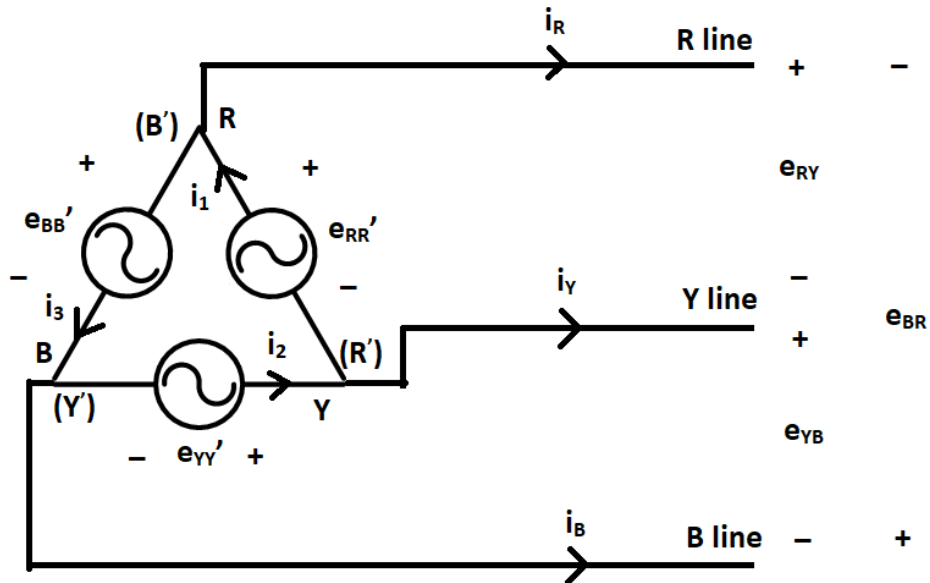 iR
R line
+ −
(B′) R
+ +
i1
eRY
eBB′
eRR′
− −
iY
−
Y line
eBR
i3
+
B
i2
(R′)
(Y′)
Y
eYB
− eYY′ +
iB
B line
− +